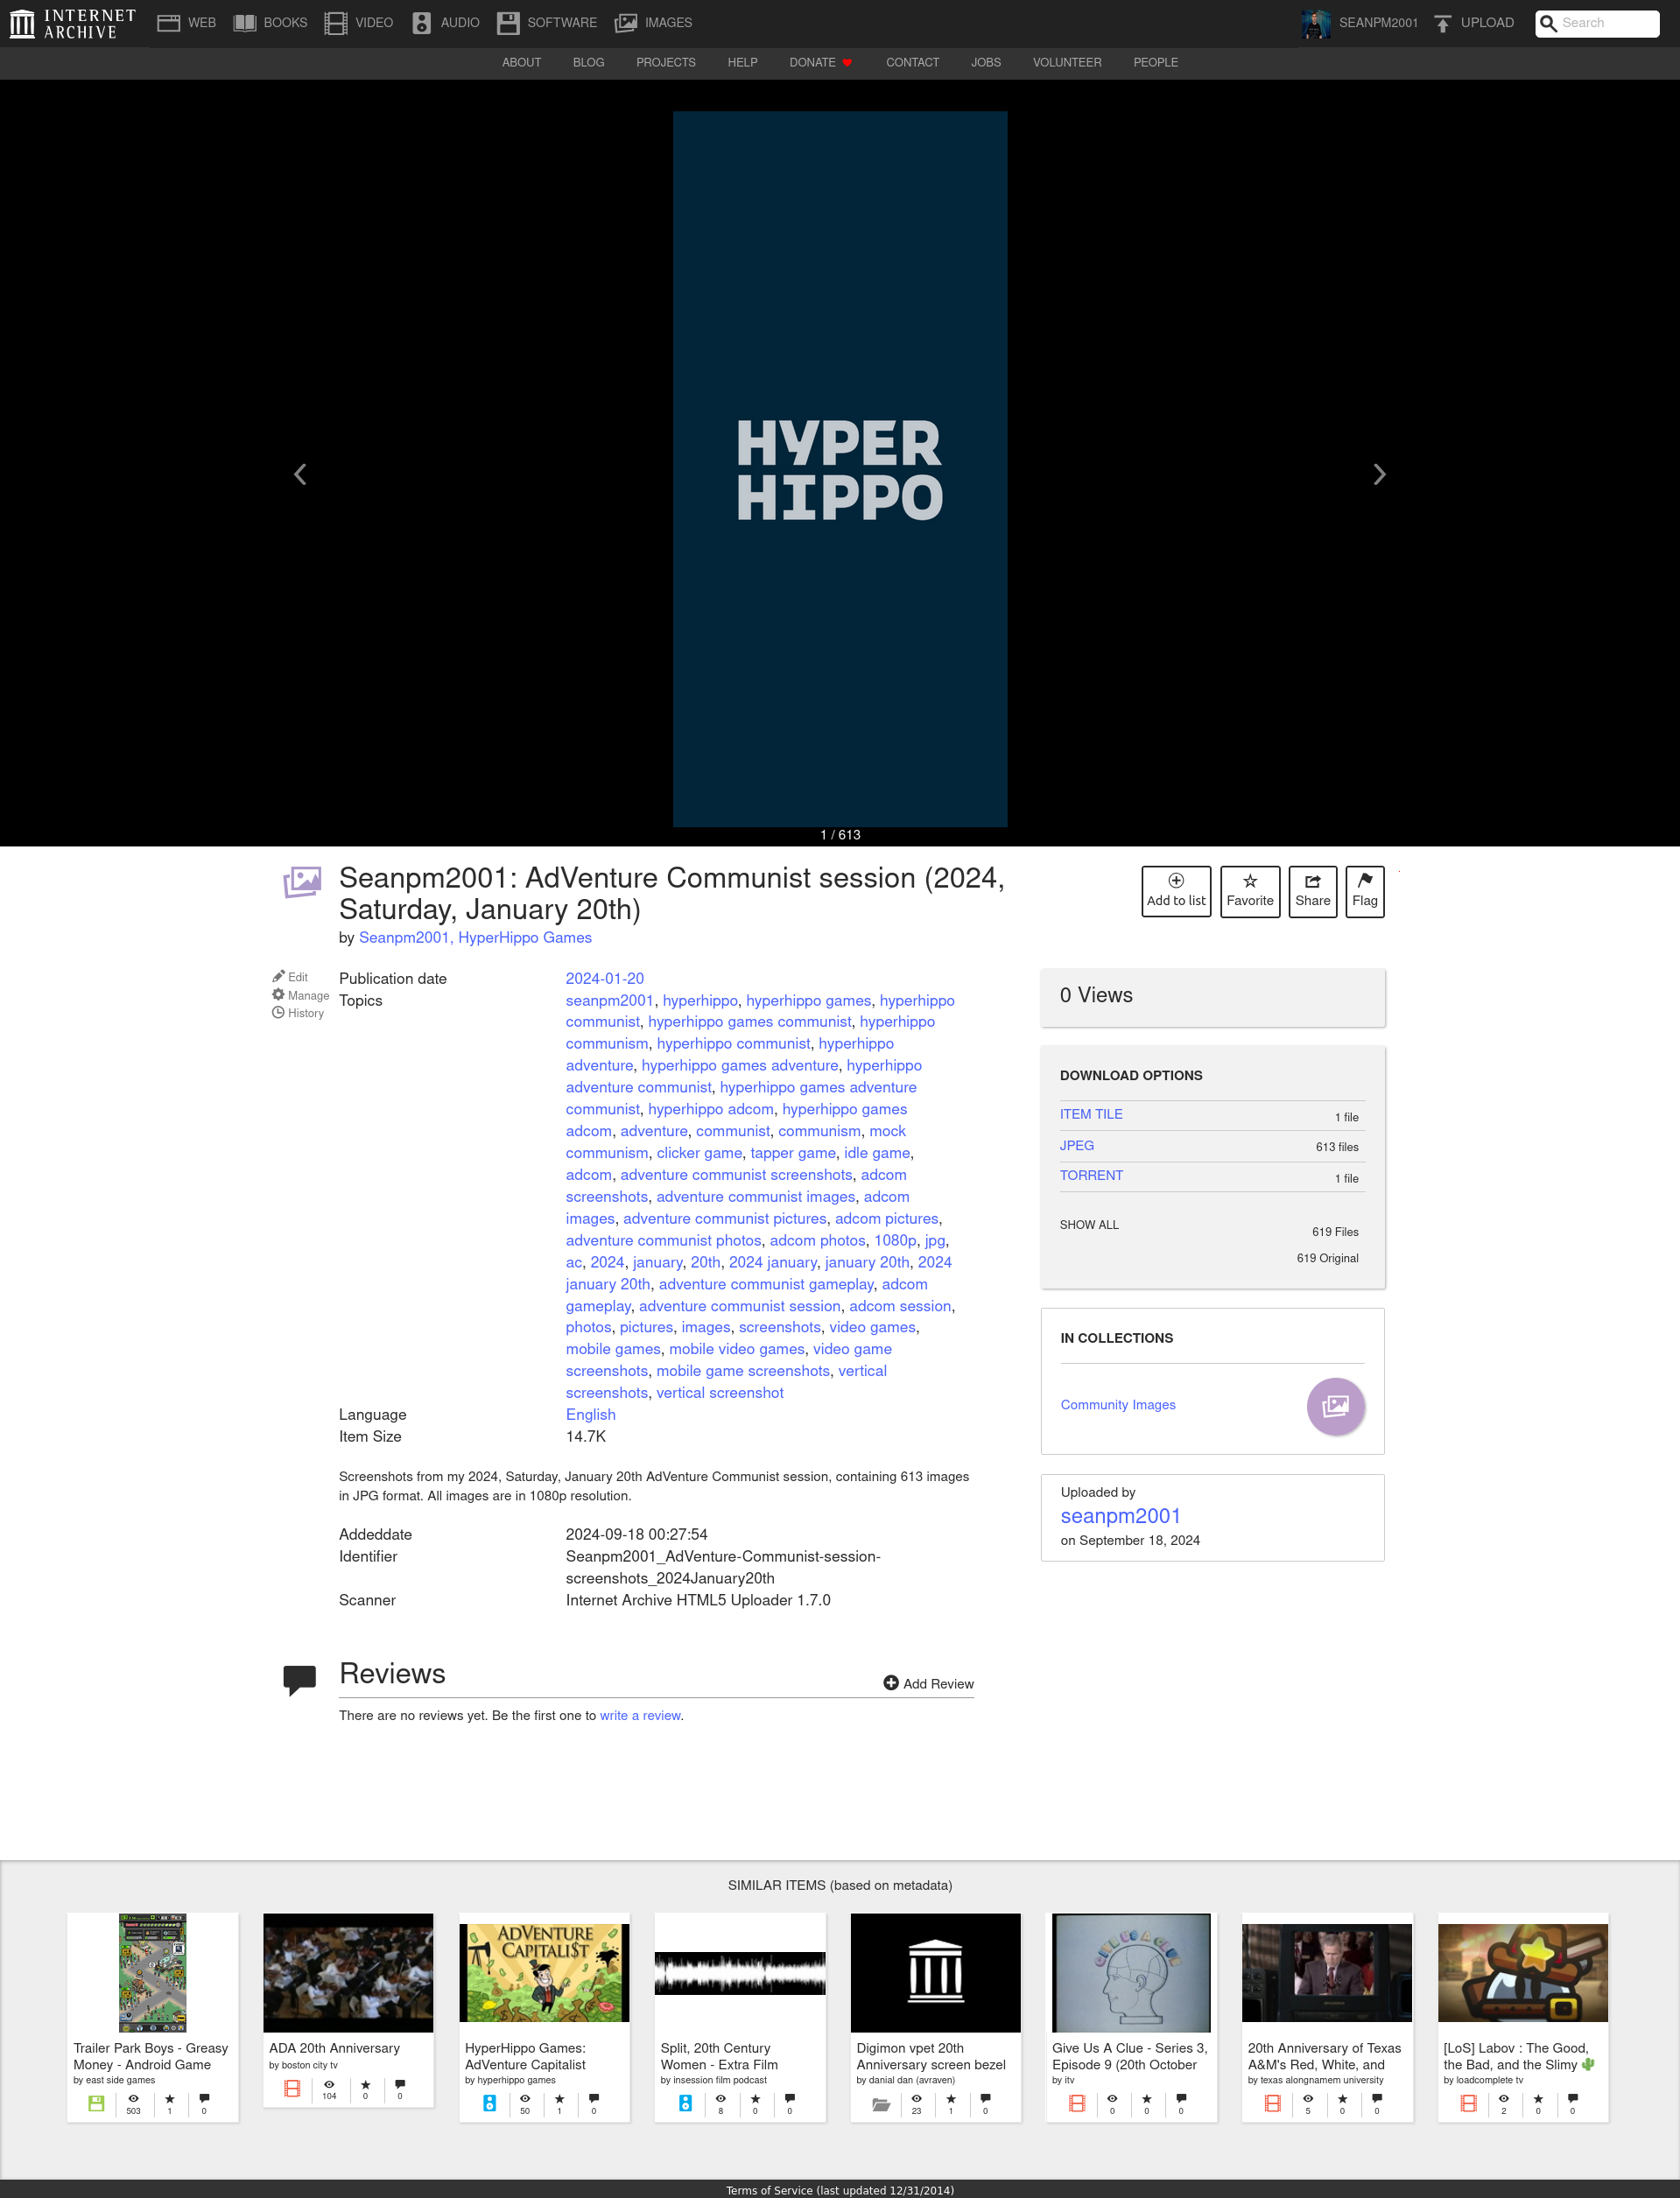 INTERNET ARCHIVE
WEB BOOKS VIDEO AUDIO SOFTWARE IMAGES SEANPM2001 UPLOAD Search
ABOUT BLOG PROJECTS HELP DONATE CONTACT JOBS VOLUNTEER PEOPLE
HYPER
HIPPO
1 / 613
Seanpm2001: AdVenture Communist session (2024,
Saturday, January 20th)
by Seanpm2001, HyperHippo Games
Add to list Favorite Share Flag
Edit
Manage
History
Publication date 2024-01-20
Topics seanpm2001, hyperhippo, hyperhippo games, hyperhippo
communist, hyperhippo games communist, hyperhippo
communism, hyperhippo communist, hyperhippo
adventure, hyperhippo games adventure, hyperhippo
adventure communist, hyperhippo games adventure
communist, hyperhippo adcom, hyperhippo games
adcom, adventure, communist, communism, mock
communism, clicker game, tapper game, idle game,
adcom, adventure communist screenshots, adcom
screenshots, adventure communist images, adcom
images, adventure communist pictures, adcom pictures,
adventure communist photos, adcom photos, 1080p, jpg,
ac, 2024, january, 20th, 2024 january, january 20th, 2024
january 20th, adventure communist gameplay, adcom
gameplay, adventure communist session, adcom session,
photos, pictures, images, screenshots, video games,
mobile games, mobile video games, video game
screenshots, mobile game screenshots, vertical
screenshots, vertical screenshot
Language English
Item Size 14.7K
Screenshots from my 2024, Saturday, January 20th AdVenture Communist session, containing 613 images
in JPG format. All images are in 1080p resolution.
Addeddate 2024-09-18 00:27:54
Identifier Seanpm2001_AdVenture-Communist-session-
screenshots_2024January20th
Scanner Internet Archive HTML5 Uploader 1.7.0
0 Views
DOWNLOAD OPTIONS
ITEM TILE 1 file
JPEG 613 files
TORRENT 1 file
SHOW ALL 619 Files
619 Original
IN COLLECTIONS
Community Images
Uploaded by
seanpm2001
on September 18, 2024
Reviews
Add Review
There are no reviews yet. Be the first one to write a review.
SIMILAR ITEMS (based on metadata)
Trailer Park Boys - Greasy
Money - Android Game
by east side games
503 1 0
ADA 20th Anniversary
by boston city tv
104 0 0
ADVENTURE
CAPITALI$T
HyperHippo Games:
AdVenture Capitalist
by hyperhippo games
50 1 0
Split, 20th Century
Women - Extra Film
by insession film podcast
8 0 0
Digimon vpet 20th
Anniversary screen bezel
by danial dan (avraven)
23 1 0
GIVE US A CLUE
Give Us A Clue - Series 3,
Episode 9 (20th October
by itv
0 0 0
20th Anniversary of Texas
A&M's Red, White, and
by texas alongnamem university
5 0 0
[LoS] Labov : The Good,
the Bad, and the Slimy
by loadcomplete tv
2 0 0
Terms of Service (last updated 12/31/2014)